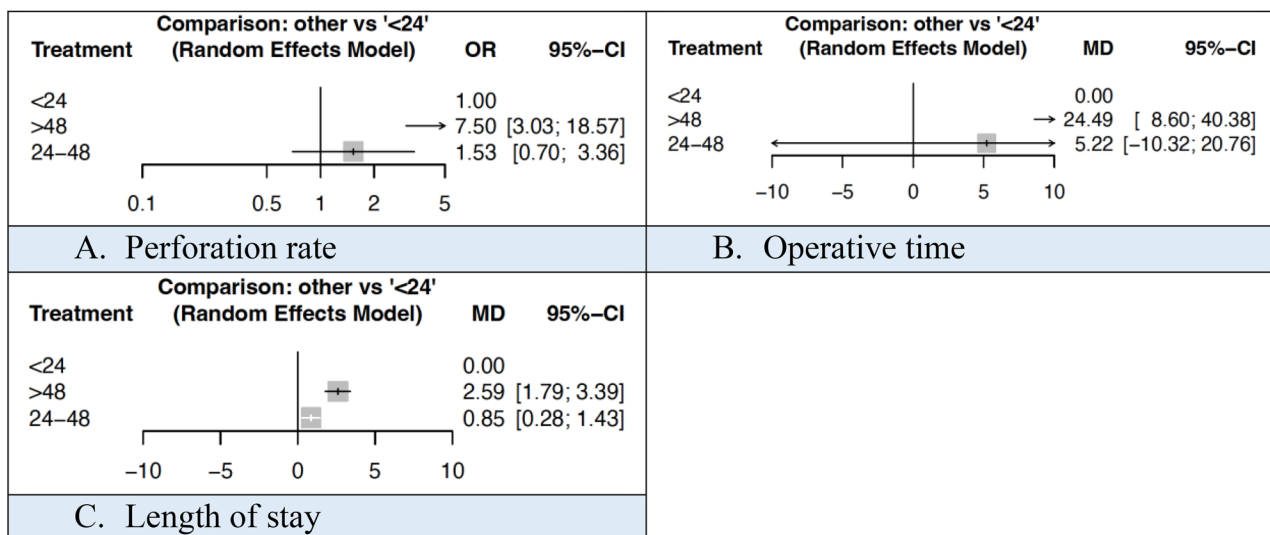 Comparison: other vs '<24'
Treatment (Random Effects Model) OR 95%−CI
<24 1.00
>48 7.50 [3.03; 18.57]
24−48 1.53 [0.70; 3.36]
0.1 0.5 1 2 5
A. Perforation rate
Comparison: other vs '<24'
Treatment (Random Effects Model) MD 95%−CI
<24 0.00
>48 24.49 [ 8.60; 40.38]
24−48 5.22 [−10.32; 20.76]
−10 −5 0 5 10
B. Operative time
Comparison: other vs '<24'
Treatment (Random Effects Model) MD 95%−CI
<24 0.00
>48 2.59 [1.79; 3.39]
24−48 0.85 [0.28; 1.43]
−10 −5 0 5 10
C. Length of stay